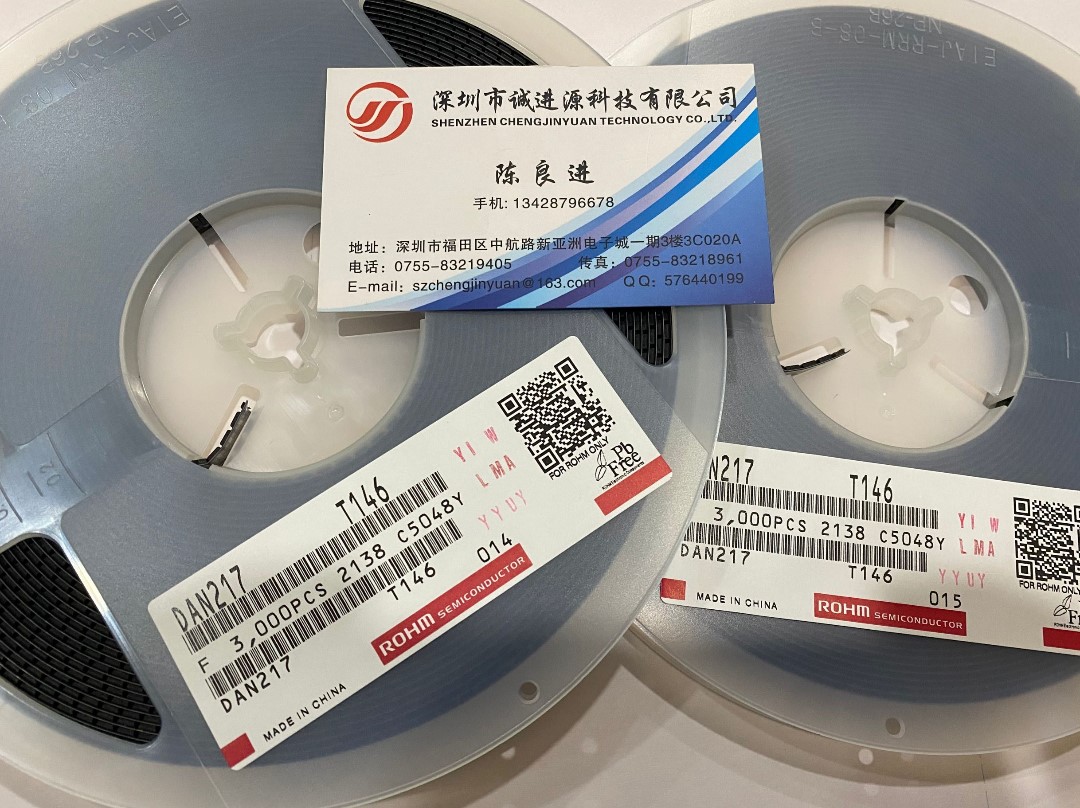 EIAJ-RRM-08-3
NP-26R
深圳市诚进源科技有限公司
SHENZHEN CHENGJINYUAN TECHNOLOGY CO.,LTD.
陈良进
手机: 13428796678
地址：深圳市福田区中航路新亚洲电子城一期3楼3C020A
电话：0755-83219405 传真：0755-83218961
E-mail：szchengjinyuan@163.com QQ：576440199
DAN217 T146
F 3,000PCS 2138 C5048Y
DAN217 T146 014
YI W
LMA
YYUY
FOR ROHM ONLY
Pb
Free
MADE IN CHINA
ROHM SEMICONDUCTOR
N217 T146
3,000PCS 2138 C5048Y
DAN217 T146 015
YI W
LMA
YYUY
FOR ROHM ONLY
MADE IN CHINA
ROHM SEMICONDUCTOR